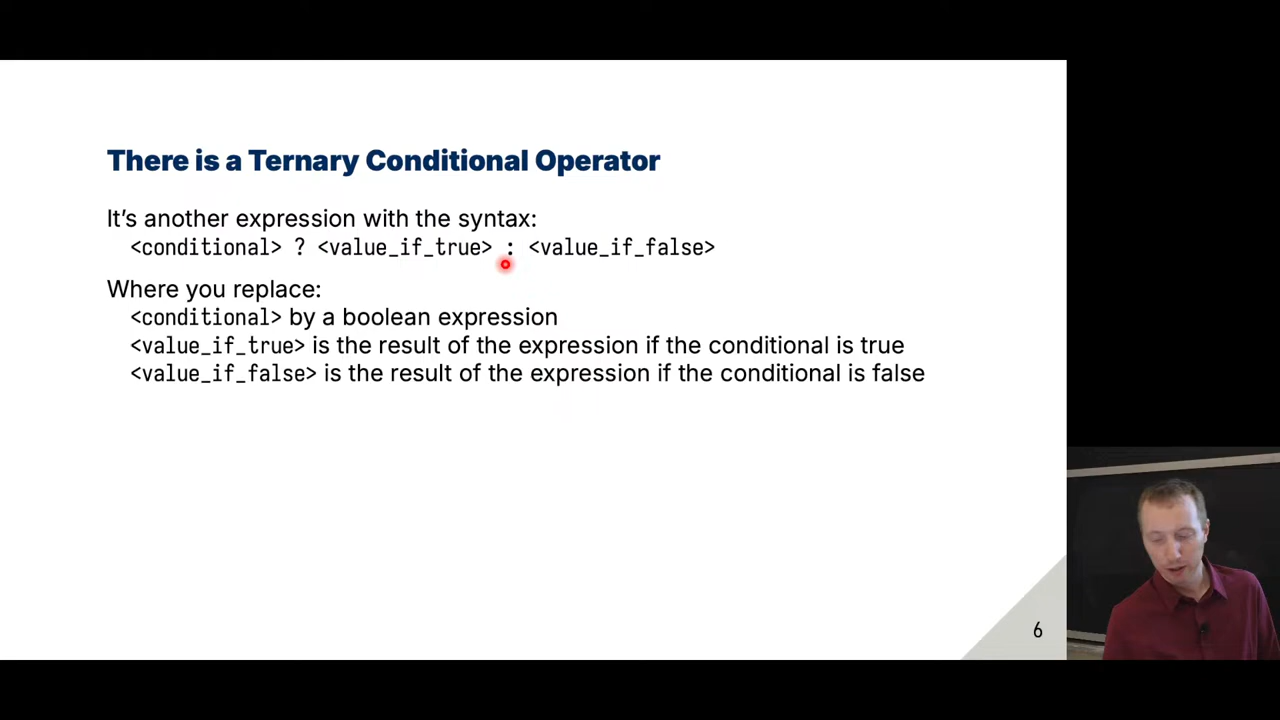 There is a Ternary Conditional Operator
It’s another expression with the syntax:
<conditional> ? <value_if_true> : <value_if_false>
Where you replace:
<conditional> by a boolean expression
<value_if_true> is the result of the expression if the conditional is true
<value_if_false> is the result of the expression if the conditional is false
6